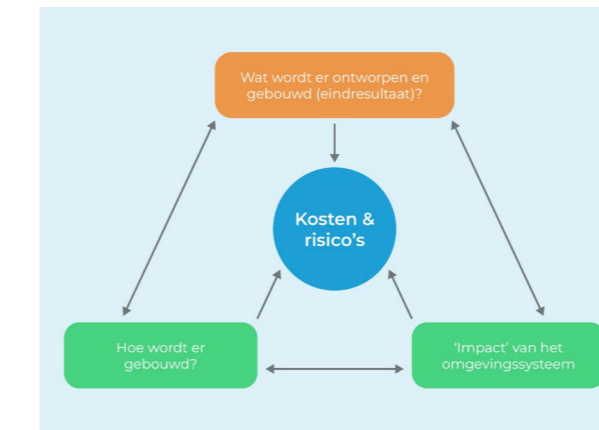 Wat wordt er ontworpen en
gebouwd (eindresultaat)?
Kosten &
risico's
Hoe wordt er
gebouwd?
‘Impact’ van het
omgevingssysteem